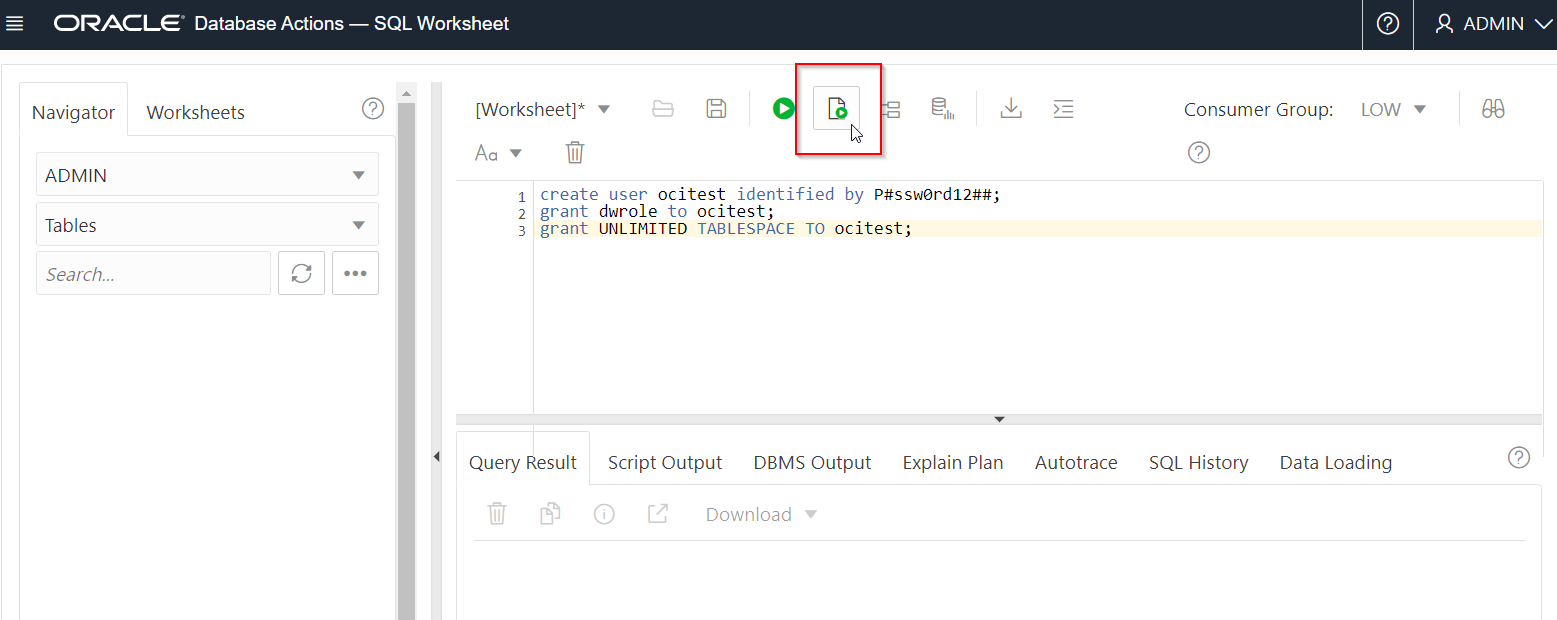 ORACLE® Database Actions — SQL Worksheet
? ADMIN
Navigator Worksheets ?
[Worksheet]* Consumer Group: LOW
Aa ?
ADMIN
Tables
Search...
1 create user ocitest identified by P#ssw0rd12##;
2 grant dwrole to ocitest;
3 grant UNLIMITED TABLESPACE TO ocitest;
Query Result Script Output DBMS Output Explain Plan Autotrace SQL History Data Loading ?
Download